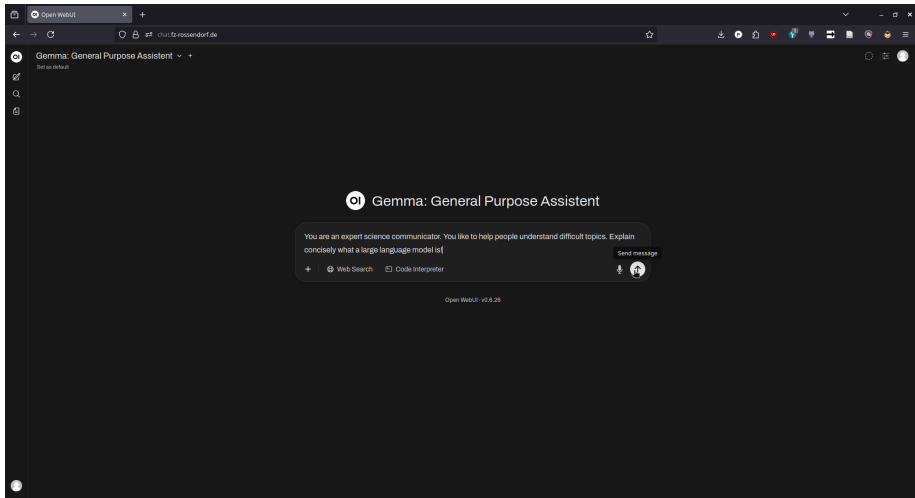 Open WebUI
chat.fz-rossendorf.de
OI
Gemma: General Purpose Assistent
Set as default
OI Gemma: General Purpose Assistent
You are an expert science communicator. You like to help people understand difficult topics. Explain
concisely what a large language model is!
Send message
Web Search
Code Interpreter
Open WebUI · v0.6.26